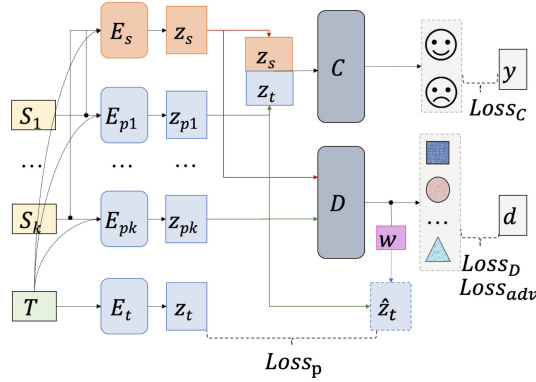 E_s z_s
z_s
z_t
C
y
Loss_C
S_1 E_p1 z_p1
... ... ...
D
...
d
S_k E_pk z_pk
w
Loss_D
Loss_adv
T E_t z_t ẑ_t
Loss_p